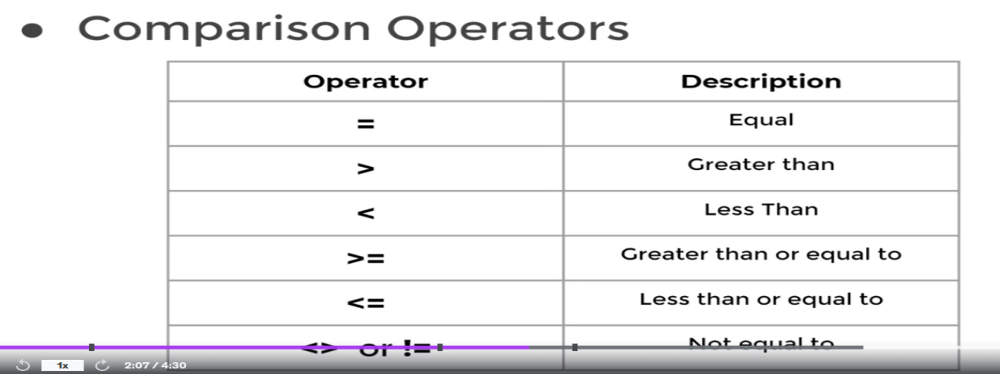 ● Comparison Operators
Operator Description
= Equal
> Greater than
< Less Than
>= Greater than or equal to
<= Less than or equal to
<> or != Not equal to
1x 2:07 / 4:30